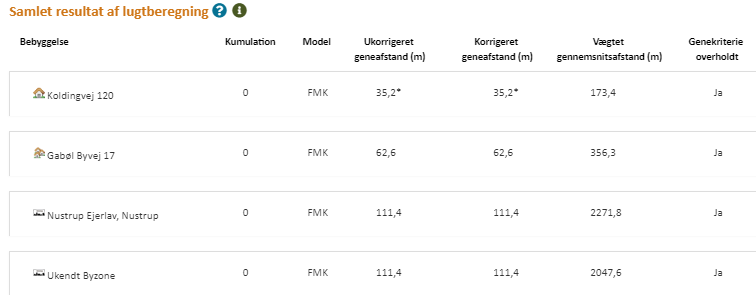 Samlet resultat af lugtberegning ? i
Bebyggelse Kumulation Model Ukorrigeret geneafstand (m) Korrigeret geneafstand (m) Vægtet gennemsnitsafstand (m) Genekriterie overholdt
Koldingvej 120 0 FMK 35,2* 35,2* 173,4 Ja
Gabøl Byvej 17 0 FMK 62,6 62,6 356,3 Ja
Nustrup Ejerlav, Nustrup 0 FMK 111,4 111,4 2271,8 Ja
Ukendt Byzone 0 FMK 111,4 111,4 2047,6 Ja